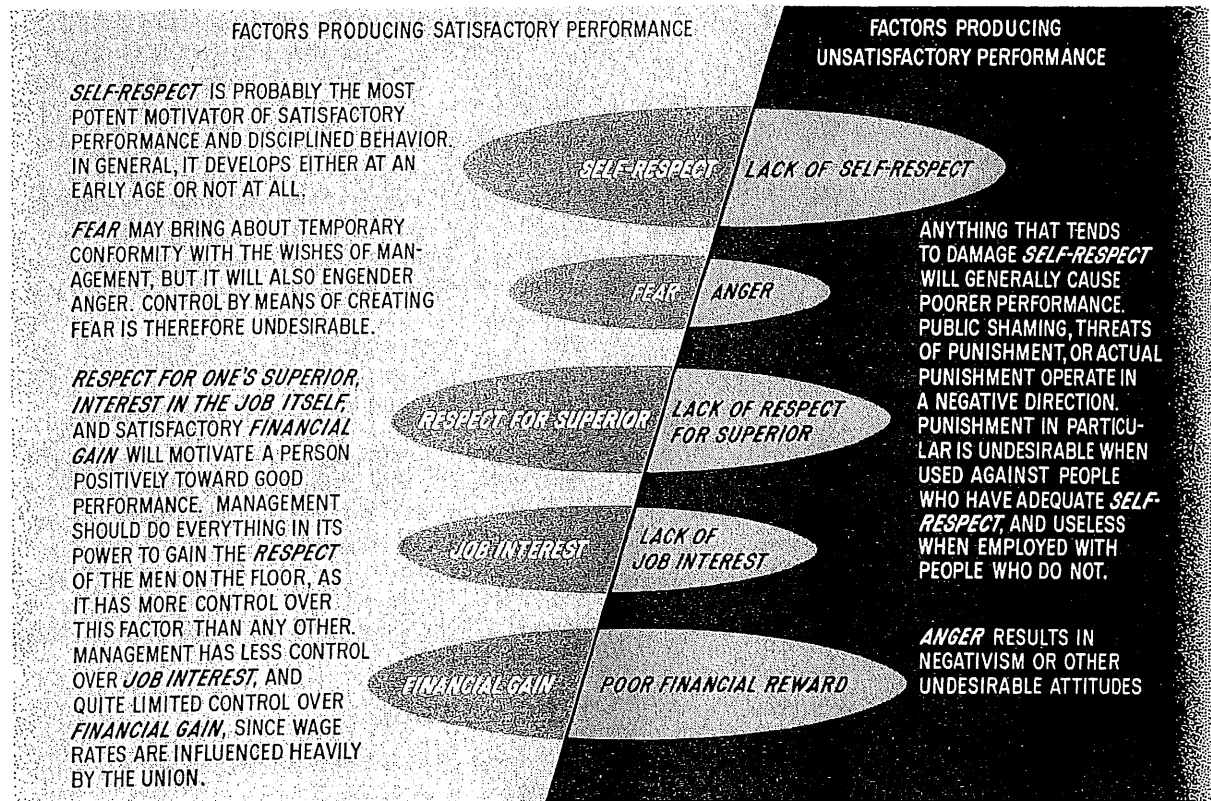 FACTORS PRODUCING SATISFACTORY PERFORMANCE
SELF-RESPECT IS PROBABLY THE MOST
POTENT MOTIVATOR OF SATISFACTORY
PERFORMANCE AND DISCIPLINED BEHAVIOR.
IN GENERAL, IT DEVELOPS EITHER AT AN
EARLY AGE OR NOT AT ALL.
FEAR MAY BRING ABOUT TEMPORARY
CONFORMITY WITH THE WISHES OF MAN-
AGEMENT, BUT IT WILL ALSO ENGENDER
ANGER. CONTROL BY MEANS OF CREATING
FEAR IS THEREFORE UNDESIRABLE.
RESPECT FOR ONE'S SUPERIOR,
INTEREST IN THE JOB ITSELF,
AND SATISFACTORY FINANCIAL
GAIN WILL MOTIVATE A PERSON
POSITIVELY TOWARD GOOD
PERFORMANCE. MANAGEMENT
SHOULD DO EVERYTHING IN ITS
POWER TO GAIN THE RESPECT
OF THE MEN ON THE FLOOR, AS
IT HAS MORE CONTROL OVER
THIS FACTOR THAN ANY OTHER.
MANAGEMENT HAS LESS CONTROL
OVER JOB INTEREST, AND
QUITE LIMITED CONTROL OVER
FINANCIAL GAIN, SINCE WAGE
RATES ARE INFLUENCED HEAVILY
BY THE UNION.
SELF-RESPECT
LACK OF SELF-RESPECT
FEAR
ANGER
RESPECT FOR SUPERIOR
LACK OF RESPECT
FOR SUPERIOR
JOB INTEREST
LACK OF
JOB INTEREST
FINANCIAL GAIN
POOR FINANCIAL REWARD
FACTORS PRODUCING
UNSATISFACTORY PERFORMANCE
ANYTHING THAT TENDS
TO DAMAGE SELF-RESPECT
WILL GENERALLY CAUSE
POORER PERFORMANCE.
PUBLIC SHAMING, THREATS
OF PUNISHMENT, OR ACTUAL
PUNISHMENT OPERATE IN
A NEGATIVE DIRECTION.
PUNISHMENT IN PARTICU-
LAR IS UNDESIRABLE WHEN
USED AGAINST PEOPLE
WHO HAVE ADEQUATE SELF-
RESPECT, AND USELESS
WHEN EMPLOYED WITH
PEOPLE WHO DO NOT.
ANGER RESULTS IN
NEGATIVISM OR OTHER
UNDESIRABLE ATTITUDES